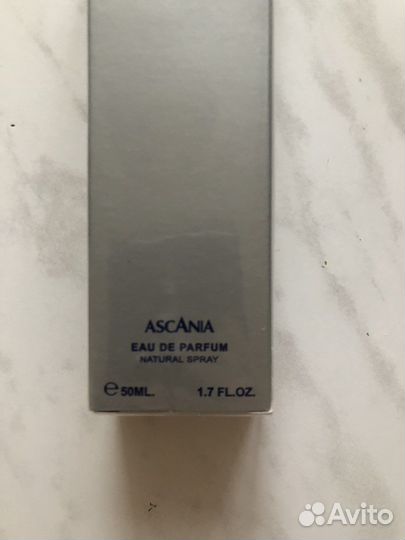 ASCANIA
EAU DE PARFUM
NATURAL SPRAY
℮50ML. 1.7 FL.OZ.
Avito